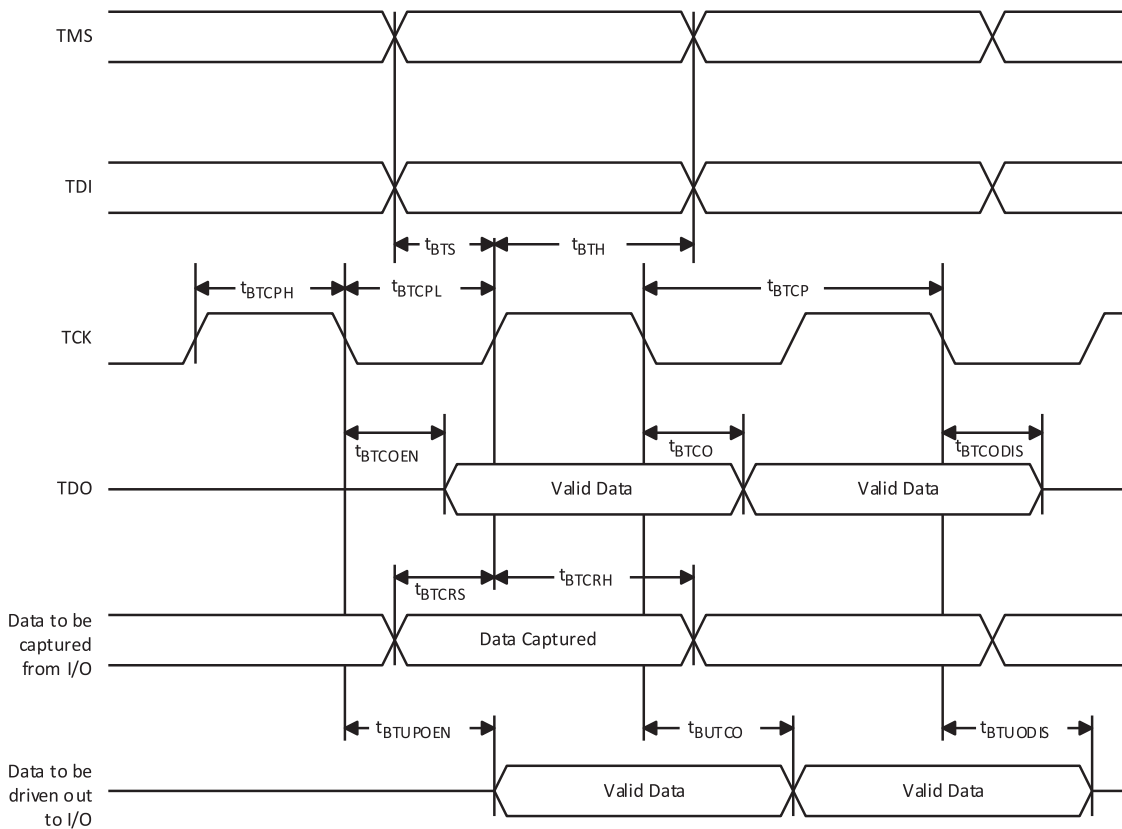 TMS
TDI
tBTS
tBTH
tBTCPH
tBTCPL
tBTCP
TCK
tBTCOEN
tBTCO
tBTCODIS
TDO
Valid Data
Valid Data
tBTCRS
tBTCRH
Data to be
captured
from I/O
Data Captured
tBTUPOEN
tBUTCO
tBTUODIS
Data to be
driven out
to I/O
Valid Data
Valid Data